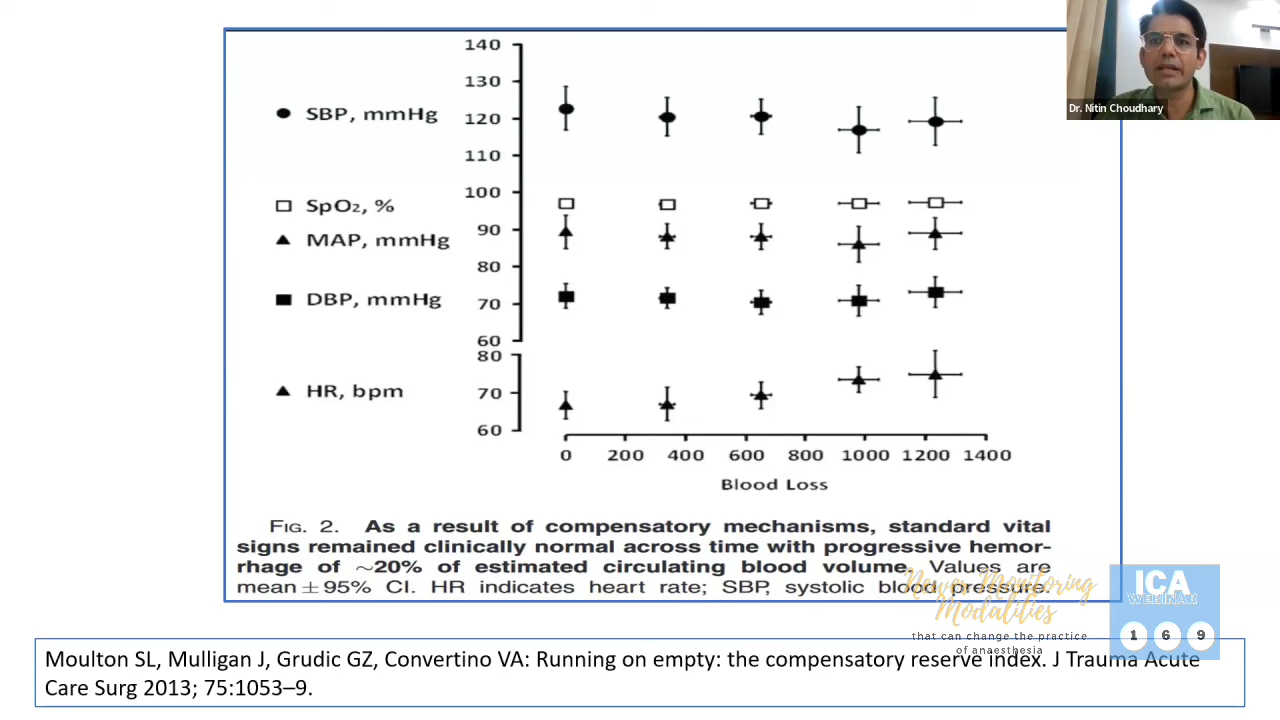 Dr. Nitin Choudhary
140
130
SBP, mmHg
120
110
100
SpO₂, %
90
MAP, mmHg
80
DBP, mmHg
70
60
80
HR, bpm
70
60
0 200 400 600 800 1000 1200 1400
Blood Loss
FIG. 2. As a result of compensatory mechanisms, standard vital
signs remained clinically normal across time with progressive hemor-
rhage of ~20% of estimated circulating blood volume. Values are
mean ± 95% CI. HR indicates heart rate; SBP, systolic blood pressure.
Newer Monitoring
Modalities
that can change the practice
of anaesthesia
ICA
WEBINAR
1 6 9
Moulton SL, Mulligan J, Grudic GZ, Convertino VA: Running on empty: the compensatory reserve index. J Trauma Acute
Care Surg 2013; 75:1053–9.